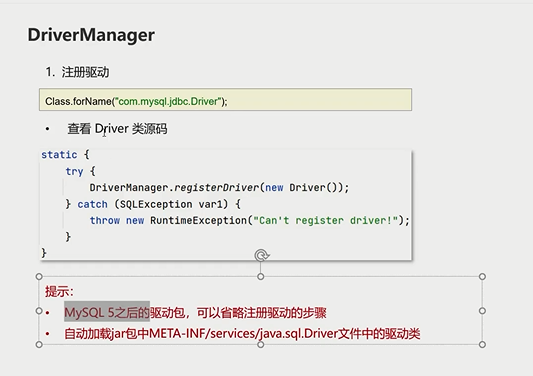 DriverManager
1. 注册驱动
Class.forName("com.mysql.jdbc.Driver");
• 查看 Driver 类源码
static {
try {
DriverManager.registerDriver(new Driver());
} catch (SQLException var1) {
throw new RuntimeException("Can't register driver!");
}
}
提示：
• MySQL 5之后的驱动包，可以省略注册驱动的步骤
• 自动加载jar包中META-INF/services/java.sql.Driver文件中的驱动类